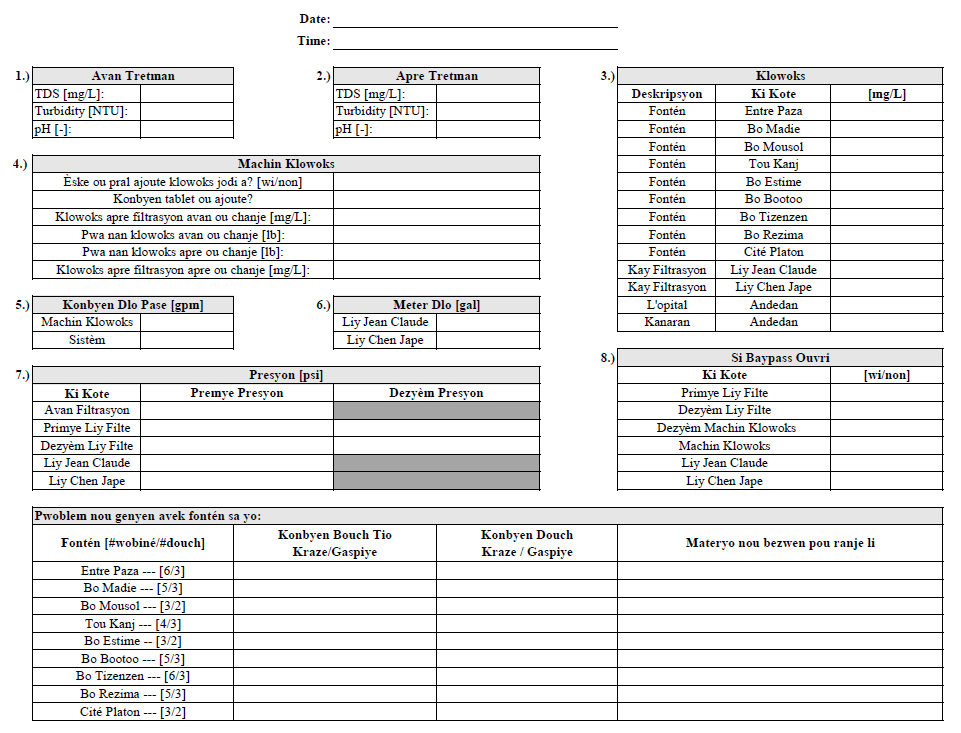 Date:
Time:
1.) Avan Tretman
TDS [mg/L]:
Turbidity [NTU]:
pH [-]:
2.) Apre Tretman
TDS [mg/L]:
Turbidity [NTU]:
pH [-]:
3.) Klowoks
Deskripsyon Ki Kote [mg/L]
Fontén Entre Paza
Fontén Bo Madie
Fontén Bo Mousol
Fontén Tou Kanj
Fontén Bo Estime
Fontén Bo Bootoo
Fontén Bo Tizenzen
Fontén Bo Rezima
Fontén Cité Platon
Kay Filtrasyon Liy Jean Claude
Kay Filtrasyon Liy Chen Jape
L'opital Andedan
Kanaran Andedan
4.) Machin Klowoks
Èske ou pral ajoute klowoks jodi a? [wi/non]
Konbyen tablet ou ajoute?
Klowoks apre filtrasyon avan ou chanje [mg/L]:
Pwa nan klowoks avan ou chanje [lb]:
Pwa nan klowoks apre ou chanje [lb]:
Klowoks apre filtrasyon apre ou chanje [mg/L]:
5.) Konbyen Dlo Pase [gpm]
Machin Klowoks
Sistèm
6.) Meter Dlo [gal]
Liy Jean Claude
Liy Chen Jape
7.) Presyon [psi]
Ki Kote Premye Presyon Dezyèm Presyon
Avan Filtrasyon
Primye Liy Filte
Dezyèm Liy Filte
Liy Jean Claude
Liy Chen Jape
8.) Si Baypass Ouvri
Ki Kote [wi/non]
Primye Liy Filte
Dezyèm Liy Filte
Dezyèm Machin Klowoks
Machin Klowoks
Liy Jean Claude
Liy Chen Jape
Pwoblem nou genyen avek fontén sa yo:
Fontén [#wobiné/#douch]
Konbyen Bouch Tio
Kraze/Gaspiye
Konbyen Douch
Kraze / Gaspiye
Materyo nou bezwen pou ranje li
Entre Paza --- [6/3]
Bo Madie --- [5/3]
Bo Mousol --- [3/2]
Tou Kanj --- [4/3]
Bo Estime -- [3/2]
Bo Bootoo --- [5/3]
Bo Tizenzen --- [6/3]
Bo Rezima --- [5/3]
Cité Platon --- [3/2]